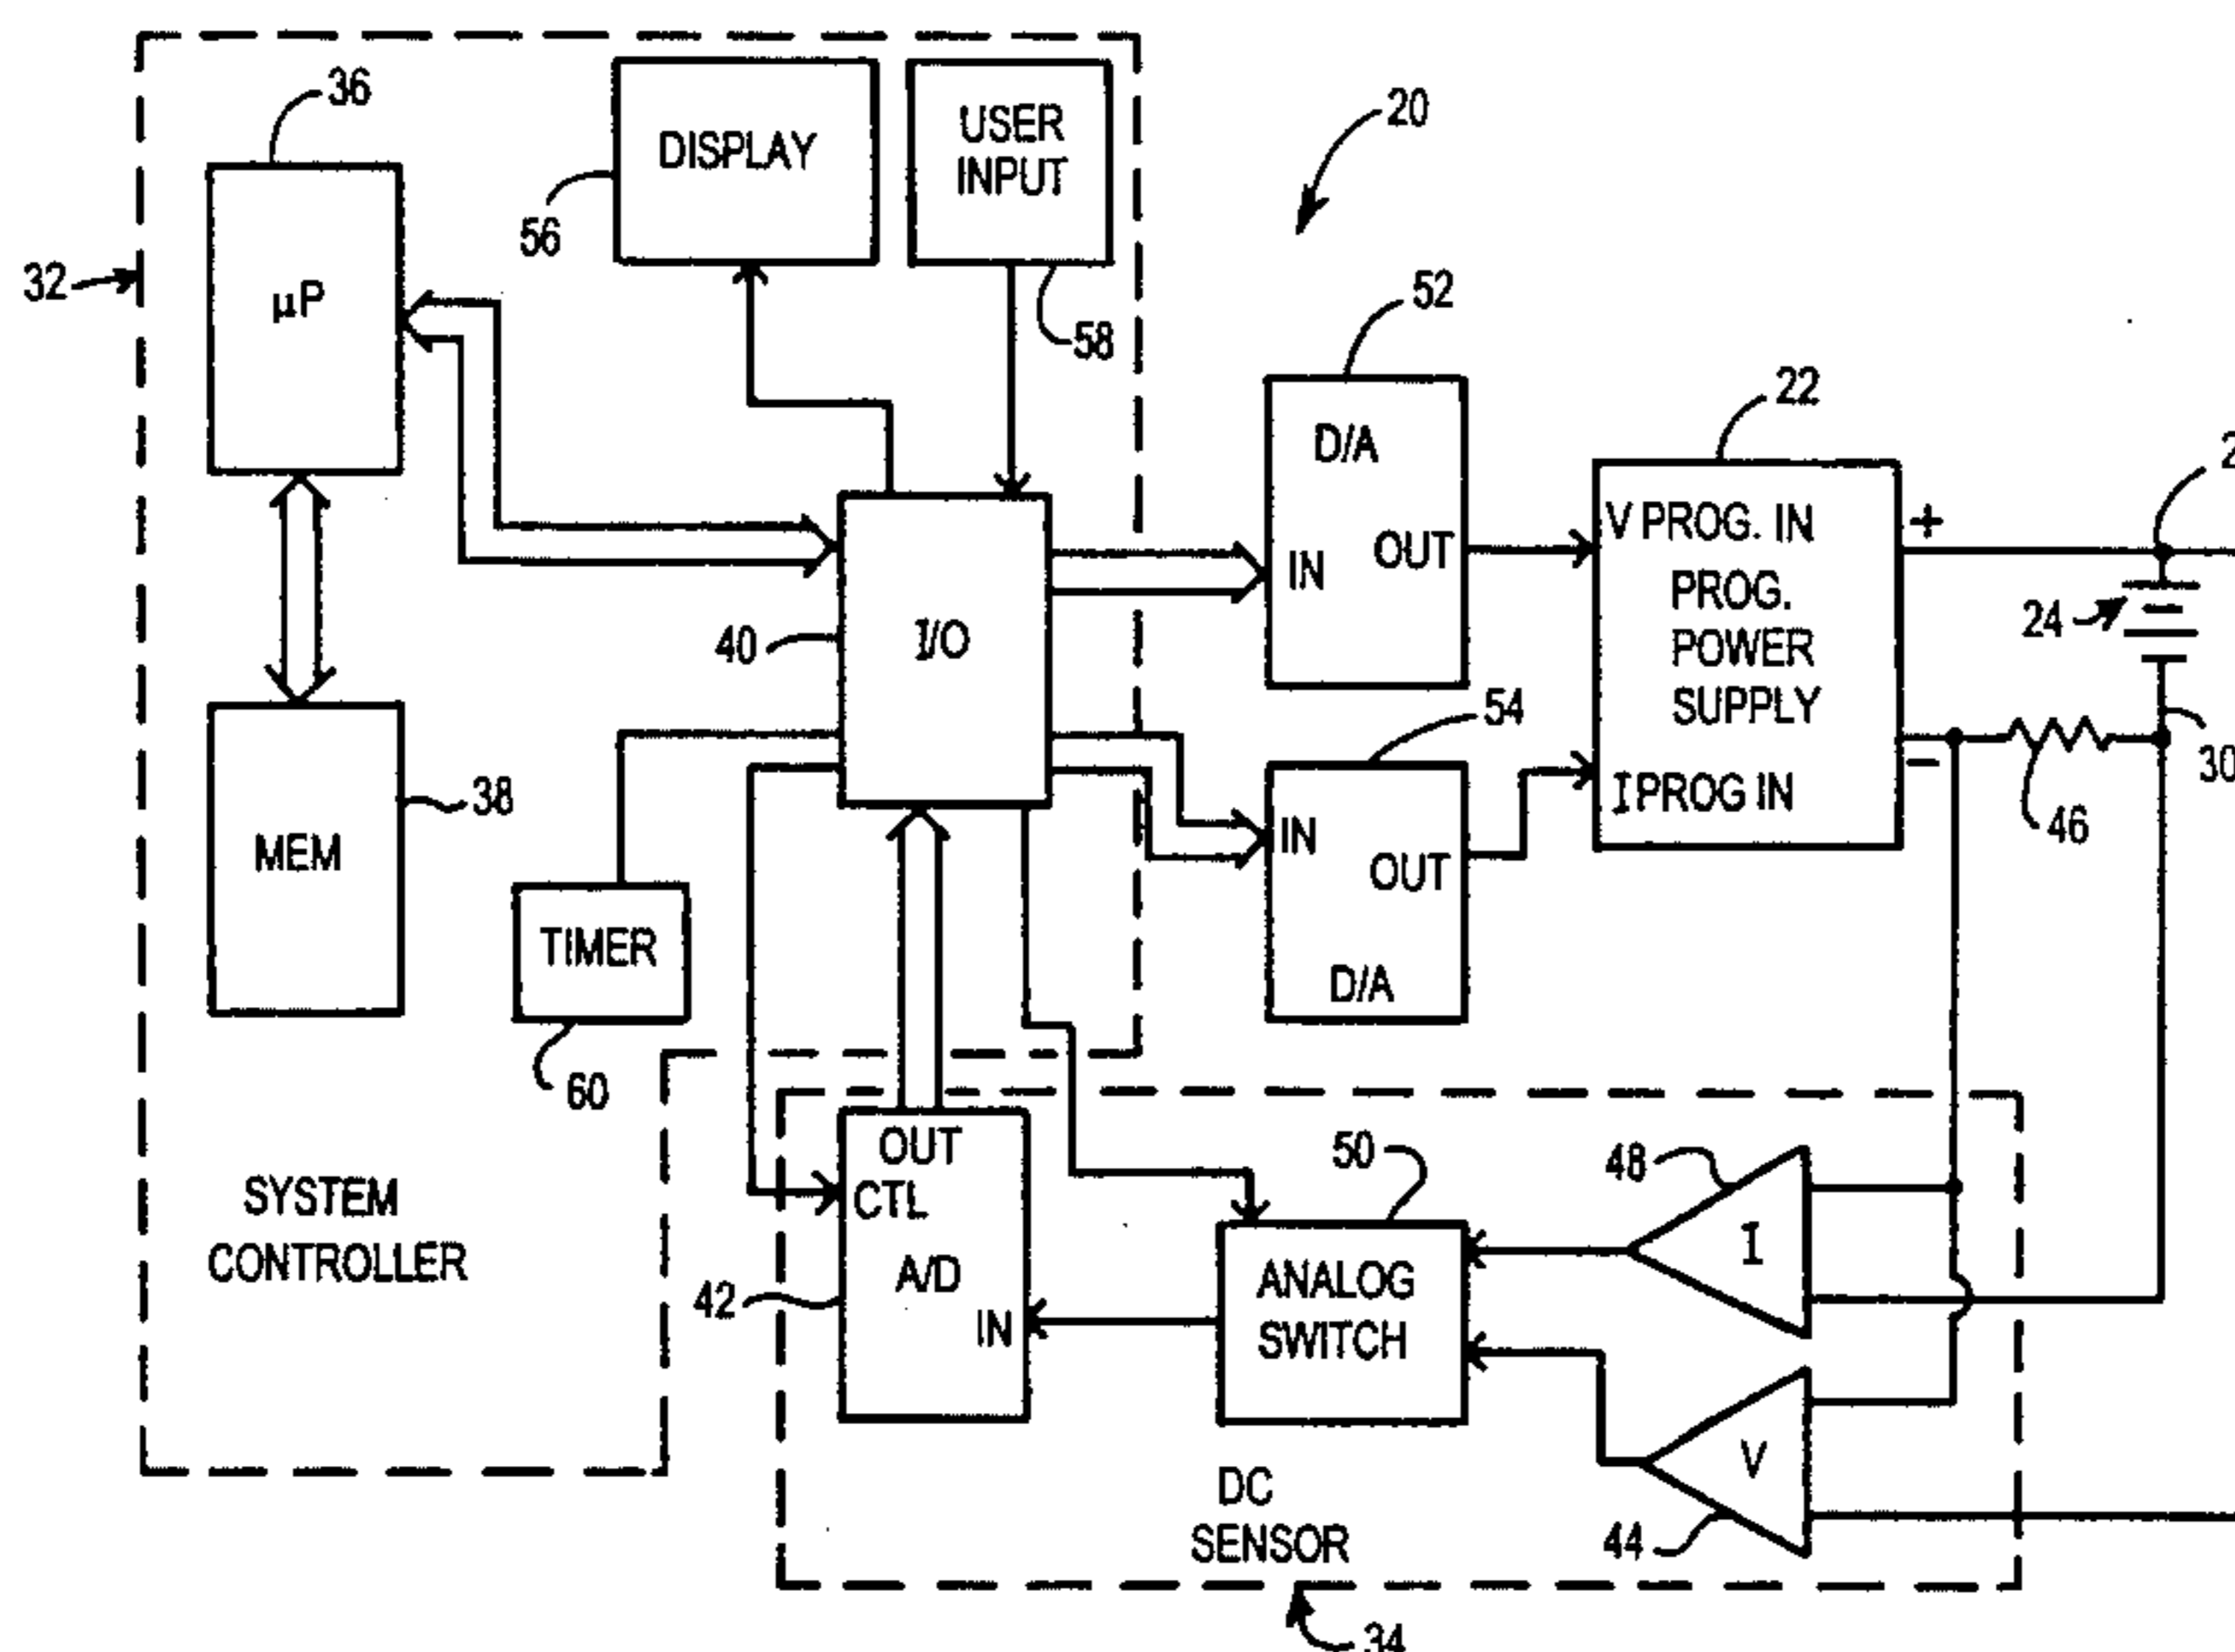 36
DISPLAY
USER
INPUT
20
56
32
µP
58
52
22
D/A
V PROG. IN
+
IN
OUT
PROG.
POWER
SUPPLY
24
40
I/O
54
−
30
I PROG IN
46
38
MEM
IN
OUT
TIMER
D/A
60
OUT
50
48
SYSTEM
CONTROLLER
CTL
I
A/D
42
ANALOG
SWITCH
IN
V
DC
SENSOR
44
34